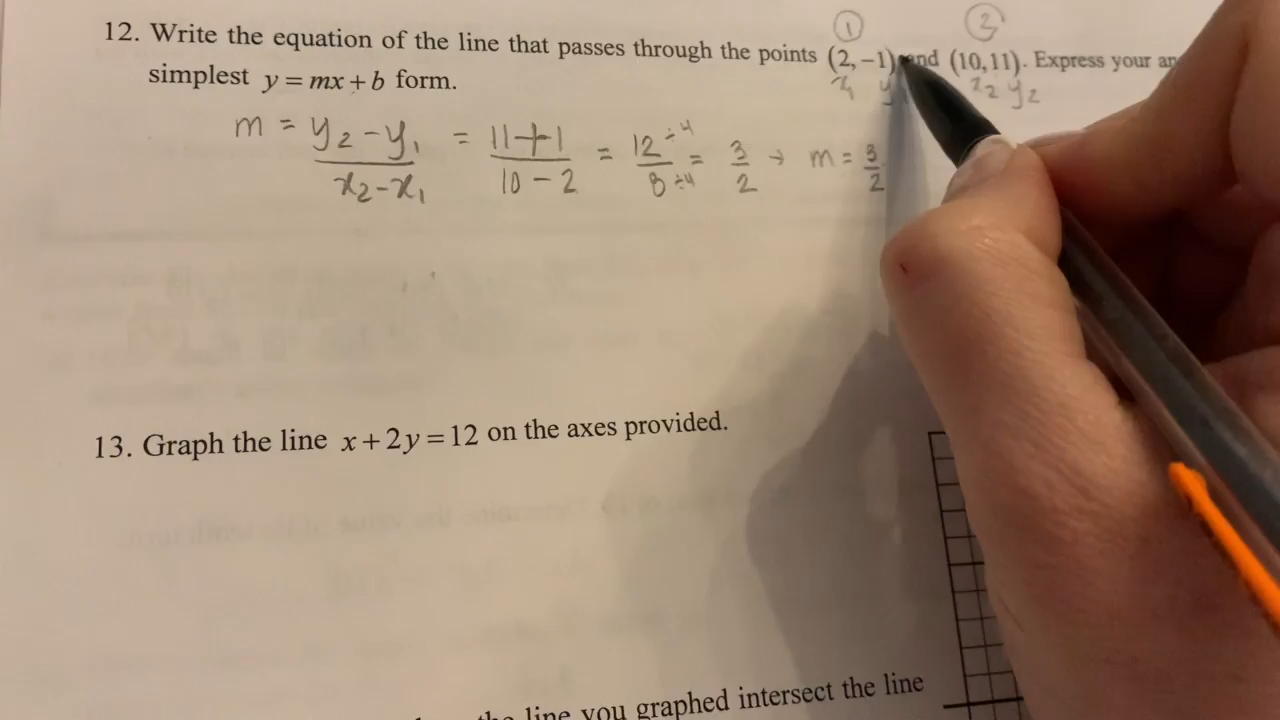 ① ②
12. Write the equation of the line that passes through the points (2,−1) and (10,11). Express your an
x₁ y x₂ y₂
simplest y = mx + b form.
m = y₂ − y₁ / x₂ − x₁ = 11 + 1 / 10 − 2 = 12 ÷4 / 8 ÷4 = 3/2 → m = 3/2
13. Graph the line x + 2y = 12 on the axes provided.
the line you graphed intersect the line